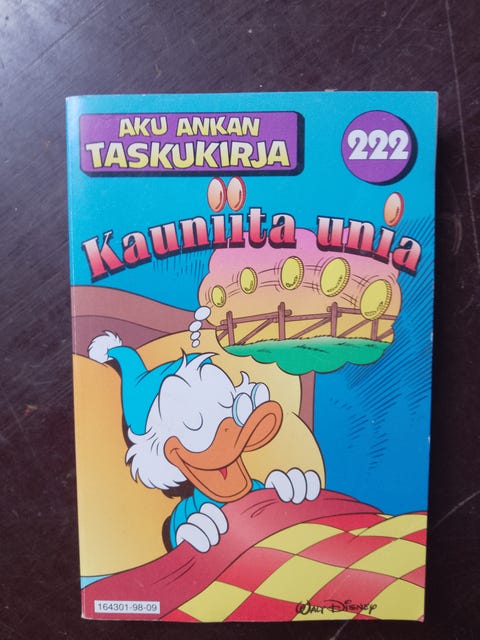 AKU ANKAN
TASKUKIRJA
222
Kauniita unia
164301-98-09
WALT DISNEY